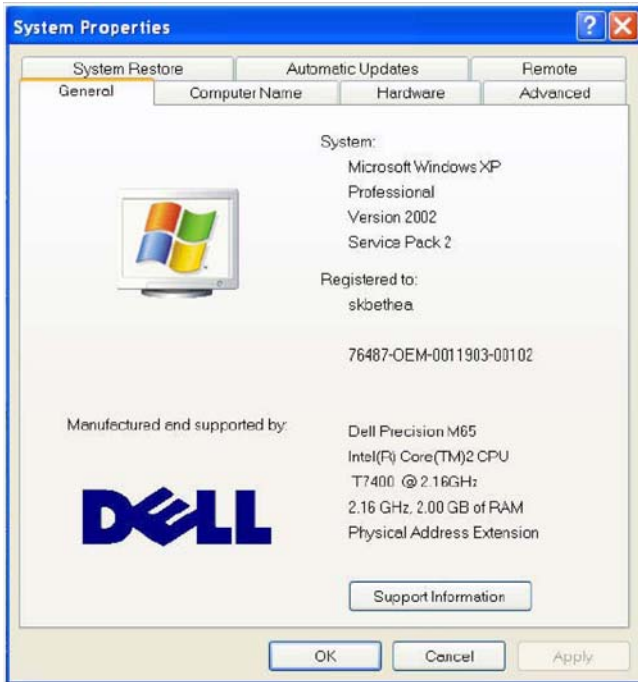 System Properties
System Restore Automatic Updates Remote
General Computer Name Hardware Advanced
System:
Microsoft Windows XP
Professional
Version 2002
Service Pack 2
Registered to:
skbethea
76487-OEM-0011903-00102
Manufactured and supported by:
DELL
Dell Precision M65
Intel(R) Core(TM)2 CPU
T7400 @ 2.16GHz
2.16 GHz, 2.00 GB of RAM
Physical Address Extension
Support Information
OK Cancel Apply